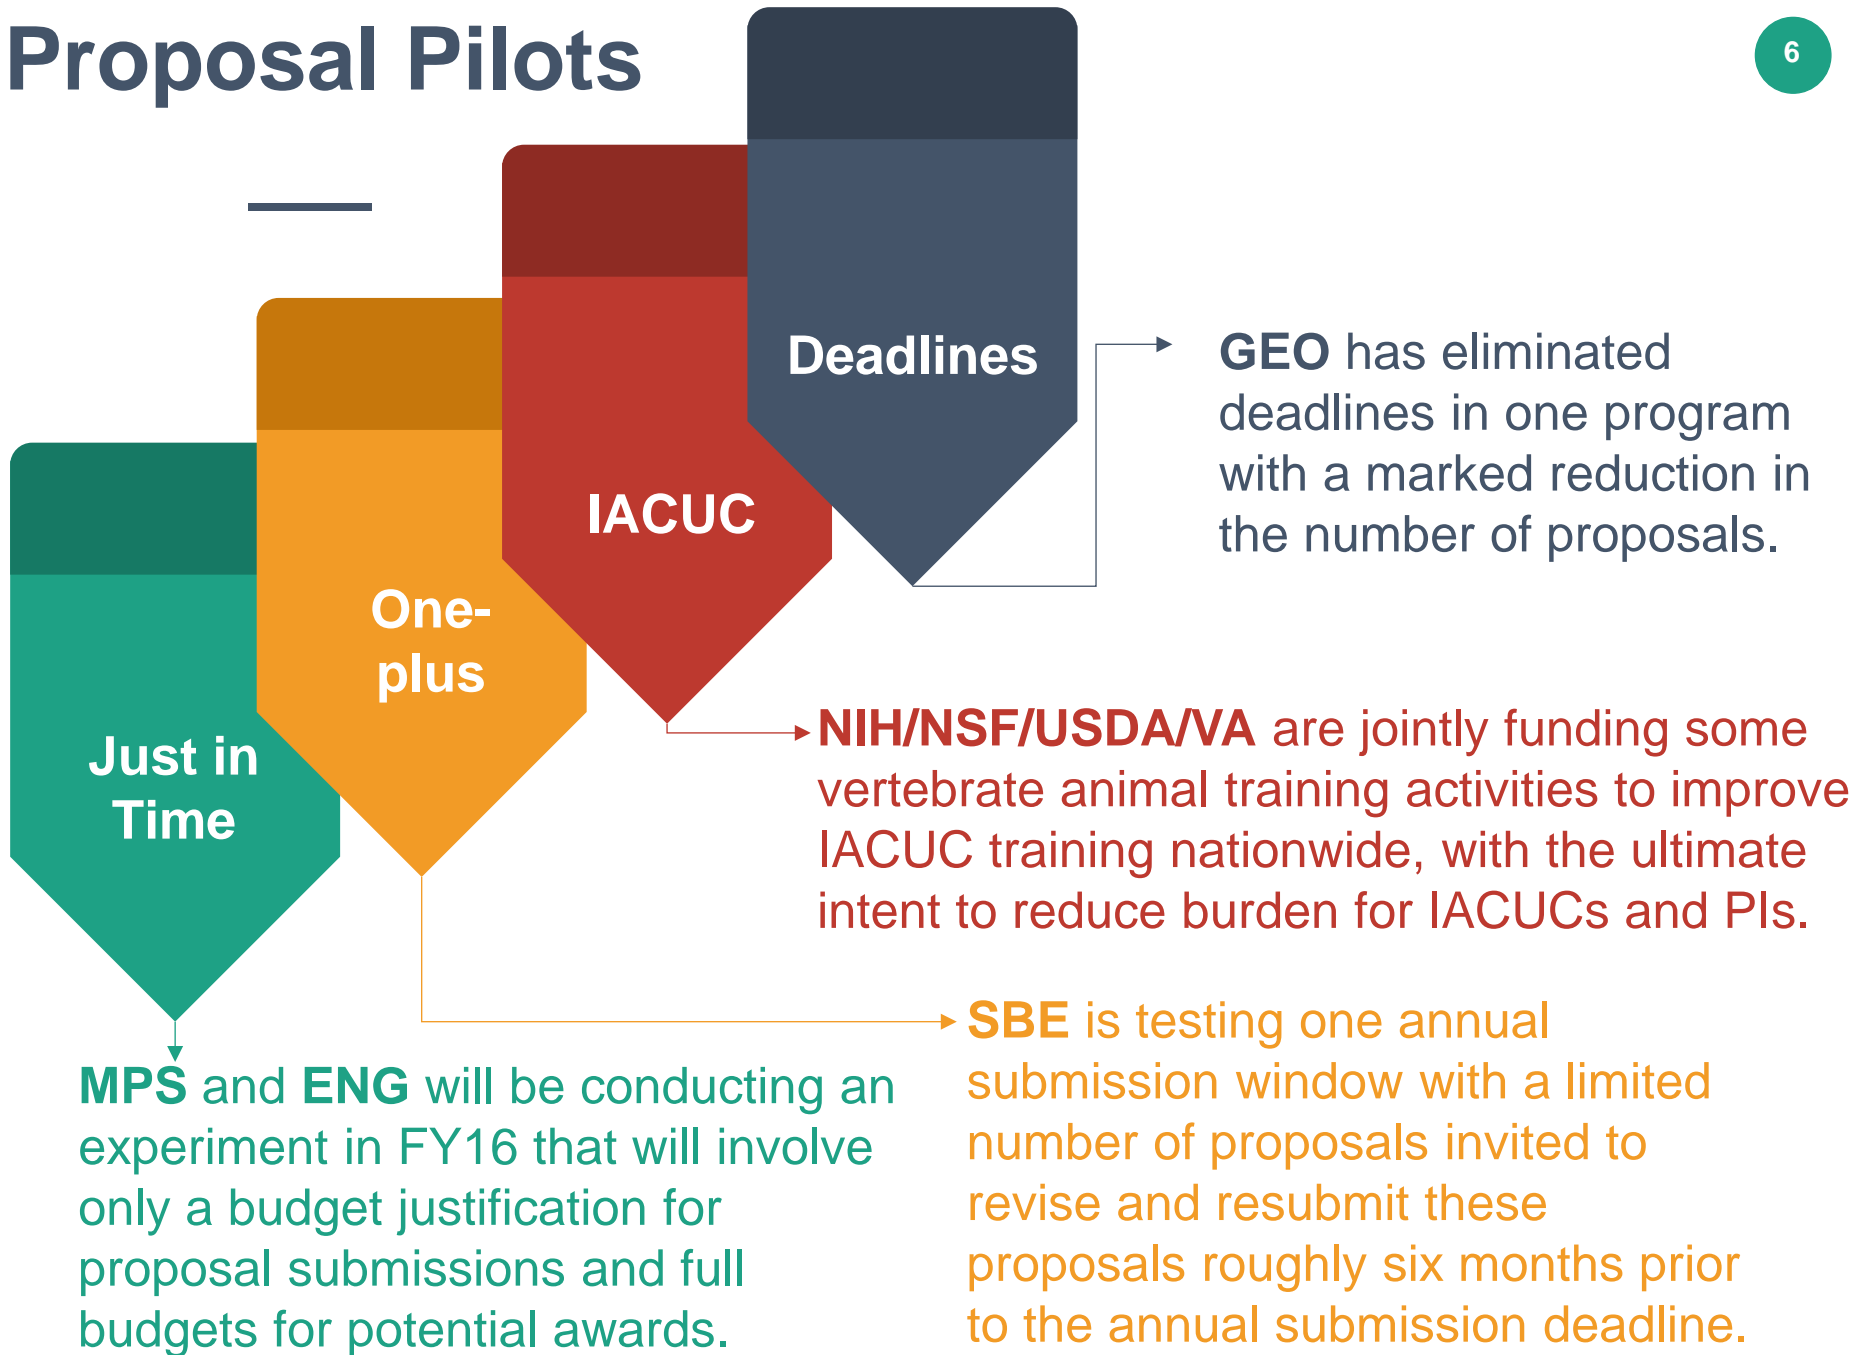 Proposal Pilots
6
Deadlines
GEO has eliminated
deadlines in one program
with a marked reduction in
the number of proposals.
IACUC
NIH/NSF/USDA/VA are jointly funding some
vertebrate animal training activities to improve
IACUC training nationwide, with the ultimate
intent to reduce burden for IACUCs and PIs.
One-
plus
SBE is testing one annual
submission window with a limited
number of proposals invited to
revise and resubmit these
proposals roughly six months prior
to the annual submission deadline.
Just in
Time
MPS and ENG will be conducting an
experiment in FY16 that will involve
only a budget justification for
proposal submissions and full
budgets for potential awards.